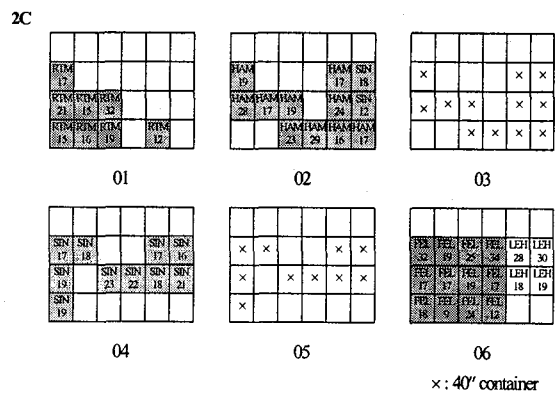 2C
RTM HAM HAM SIN × × ×
17 19 17 18
RTM RTM RTM HAM HAM HAM HAM SIN × × × × ×
21 15 32 28 17 19 24 12
RTM RTM RTM RTM HAM HAM HAM HAM × × × ×
15 16 19 12 23 29 16 17
01 02 03
SIN SIN SIN SIN × × × × FEL FEL FEL FEL LEH LEH
17 18 17 16 32 19 25 34 28 30
SIN SIN SIN SIN SIN × × × × × FEL FEL FEL FEL LEH LEH
19 23 22 18 21 17 17 19 17 18 19
SIN × FEL FEL FEL FEL
19 18 9 24 12
04 05 06
× : 40″ container